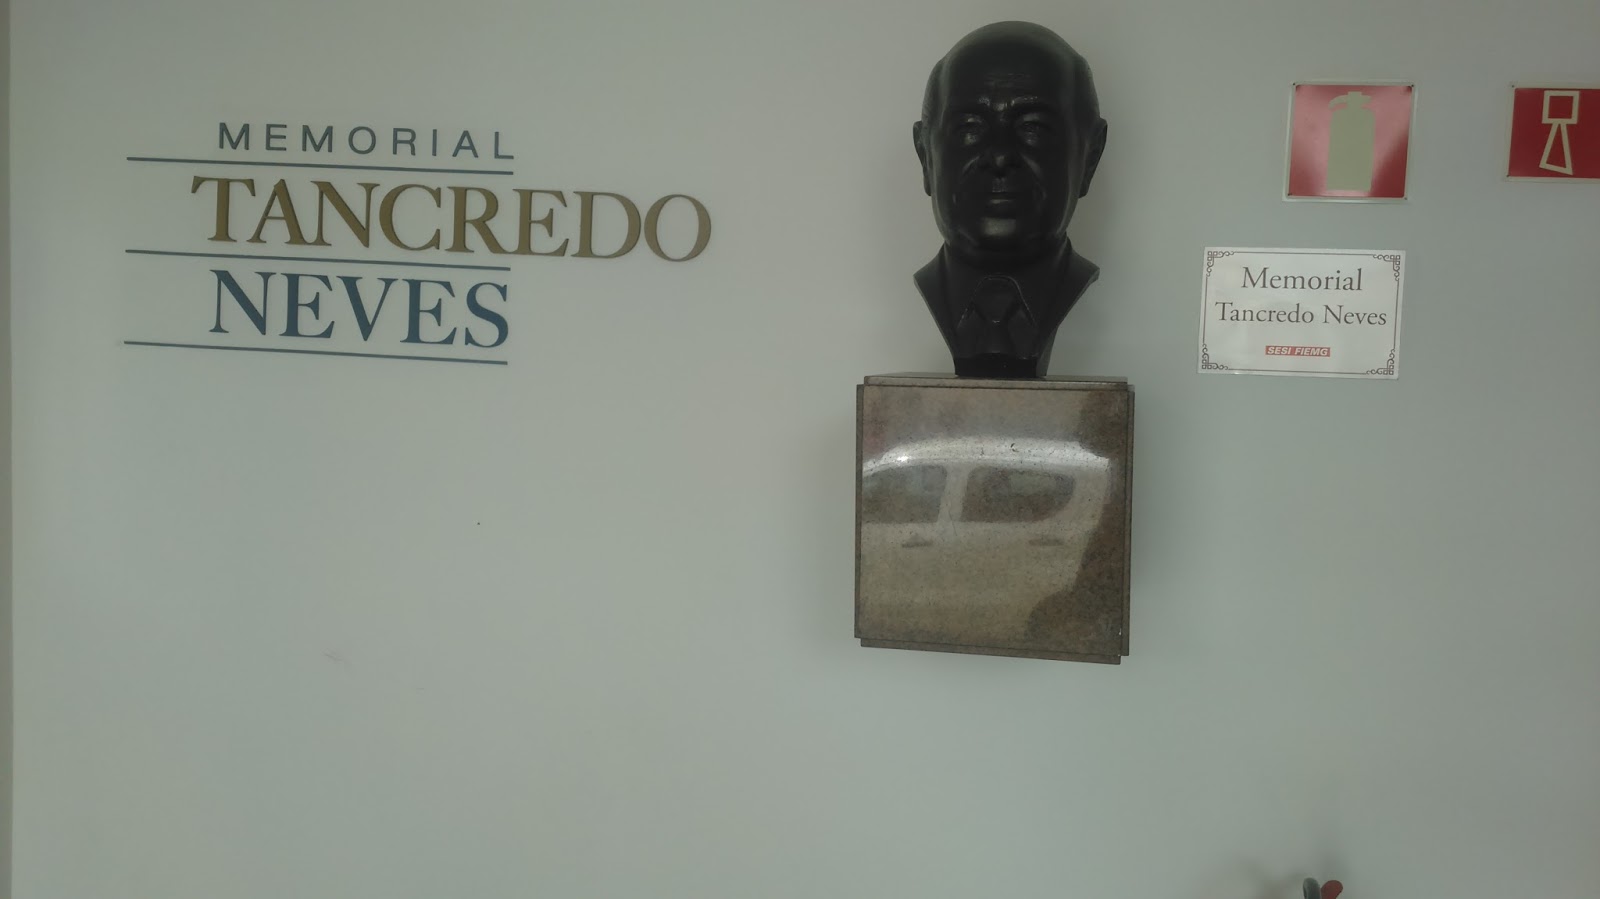 MEMORIAL
TANCREDO
NEVES
Memorial
Tancredo Neves
SESI FIEMG